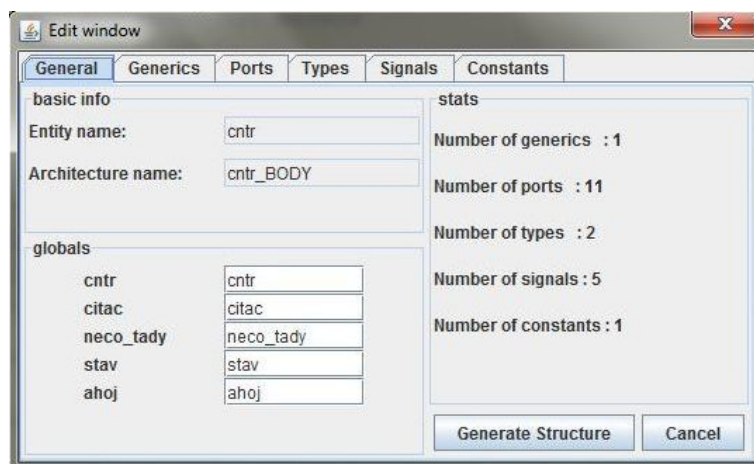 Edit window
General Generics Ports Types Signals Constants
basic info
Entity name: cntr
Architecture name: cntr_BODY
globals
cntr cntr
citac citac
neco_tady neco_tady
stav stav
ahoj ahoj
stats
Number of generics : 1
Number of ports : 11
Number of types : 2
Number of signals : 5
Number of constants : 1
Generate Structure Cancel